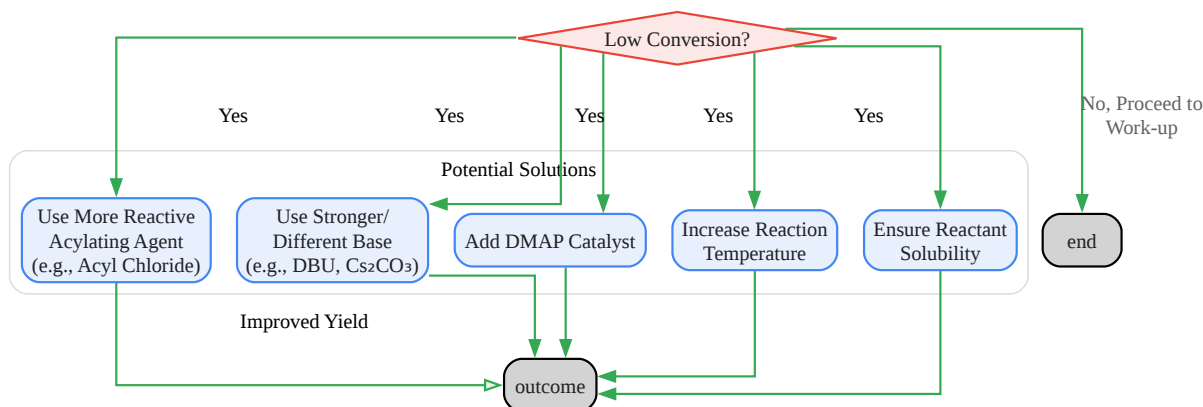 Low Conversion?
Yes
Yes
Yes
Yes
Yes
No, Proceed to
Work-up
Potential Solutions
Use More Reactive
Acylating Agent
(e.g., Acyl Chloride)
Use Stronger/
Different Base
(e.g., DBU, Cs₂CO₃)
Add DMAP Catalyst
Increase Reaction
Temperature
Ensure Reactant
Solubility
end
Improved Yield
outcome